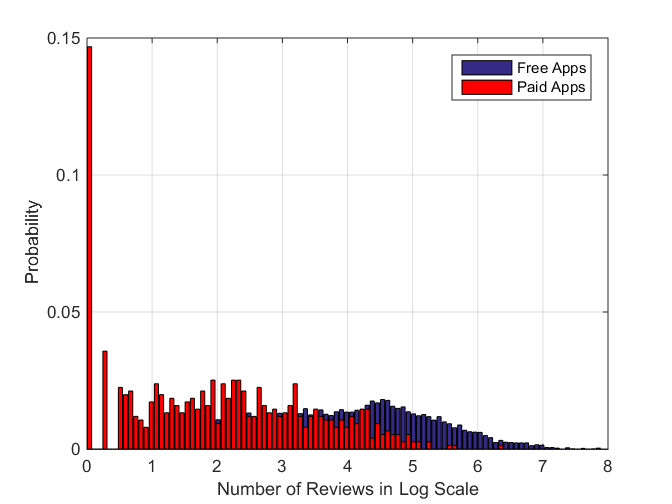 0.15
Free Apps
Paid Apps
0.1
Probability
0.05
0
0 1 2 3 4 5 6 7 8
Number of Reviews in Log Scale